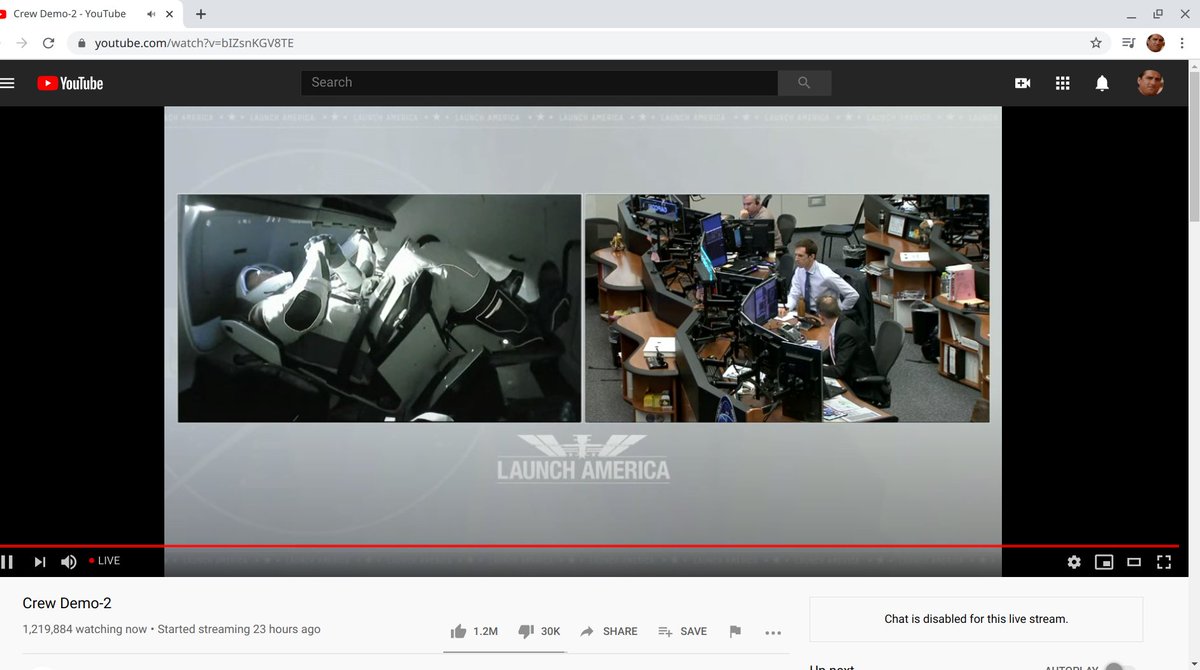 Crew Demo-2 - YouTube
youtube.com/watch?v=bIZsnKGV8TE
YouTube
Search
LAUNCH AMERICA LAUNCH AMERICA LAUNCH AMERICA LAUNCH AMERICA LAUNCH AMERICA LAUNCH AMERICA LAUNCH AMERICA
LAUNCH AMERICA
LIVE
Crew Demo-2
1,219,884 watching now • Started streaming 23 hours ago
1.2M
30K
SHARE
SAVE
Chat is disabled for this live stream.
Up next
AUTOPLAY